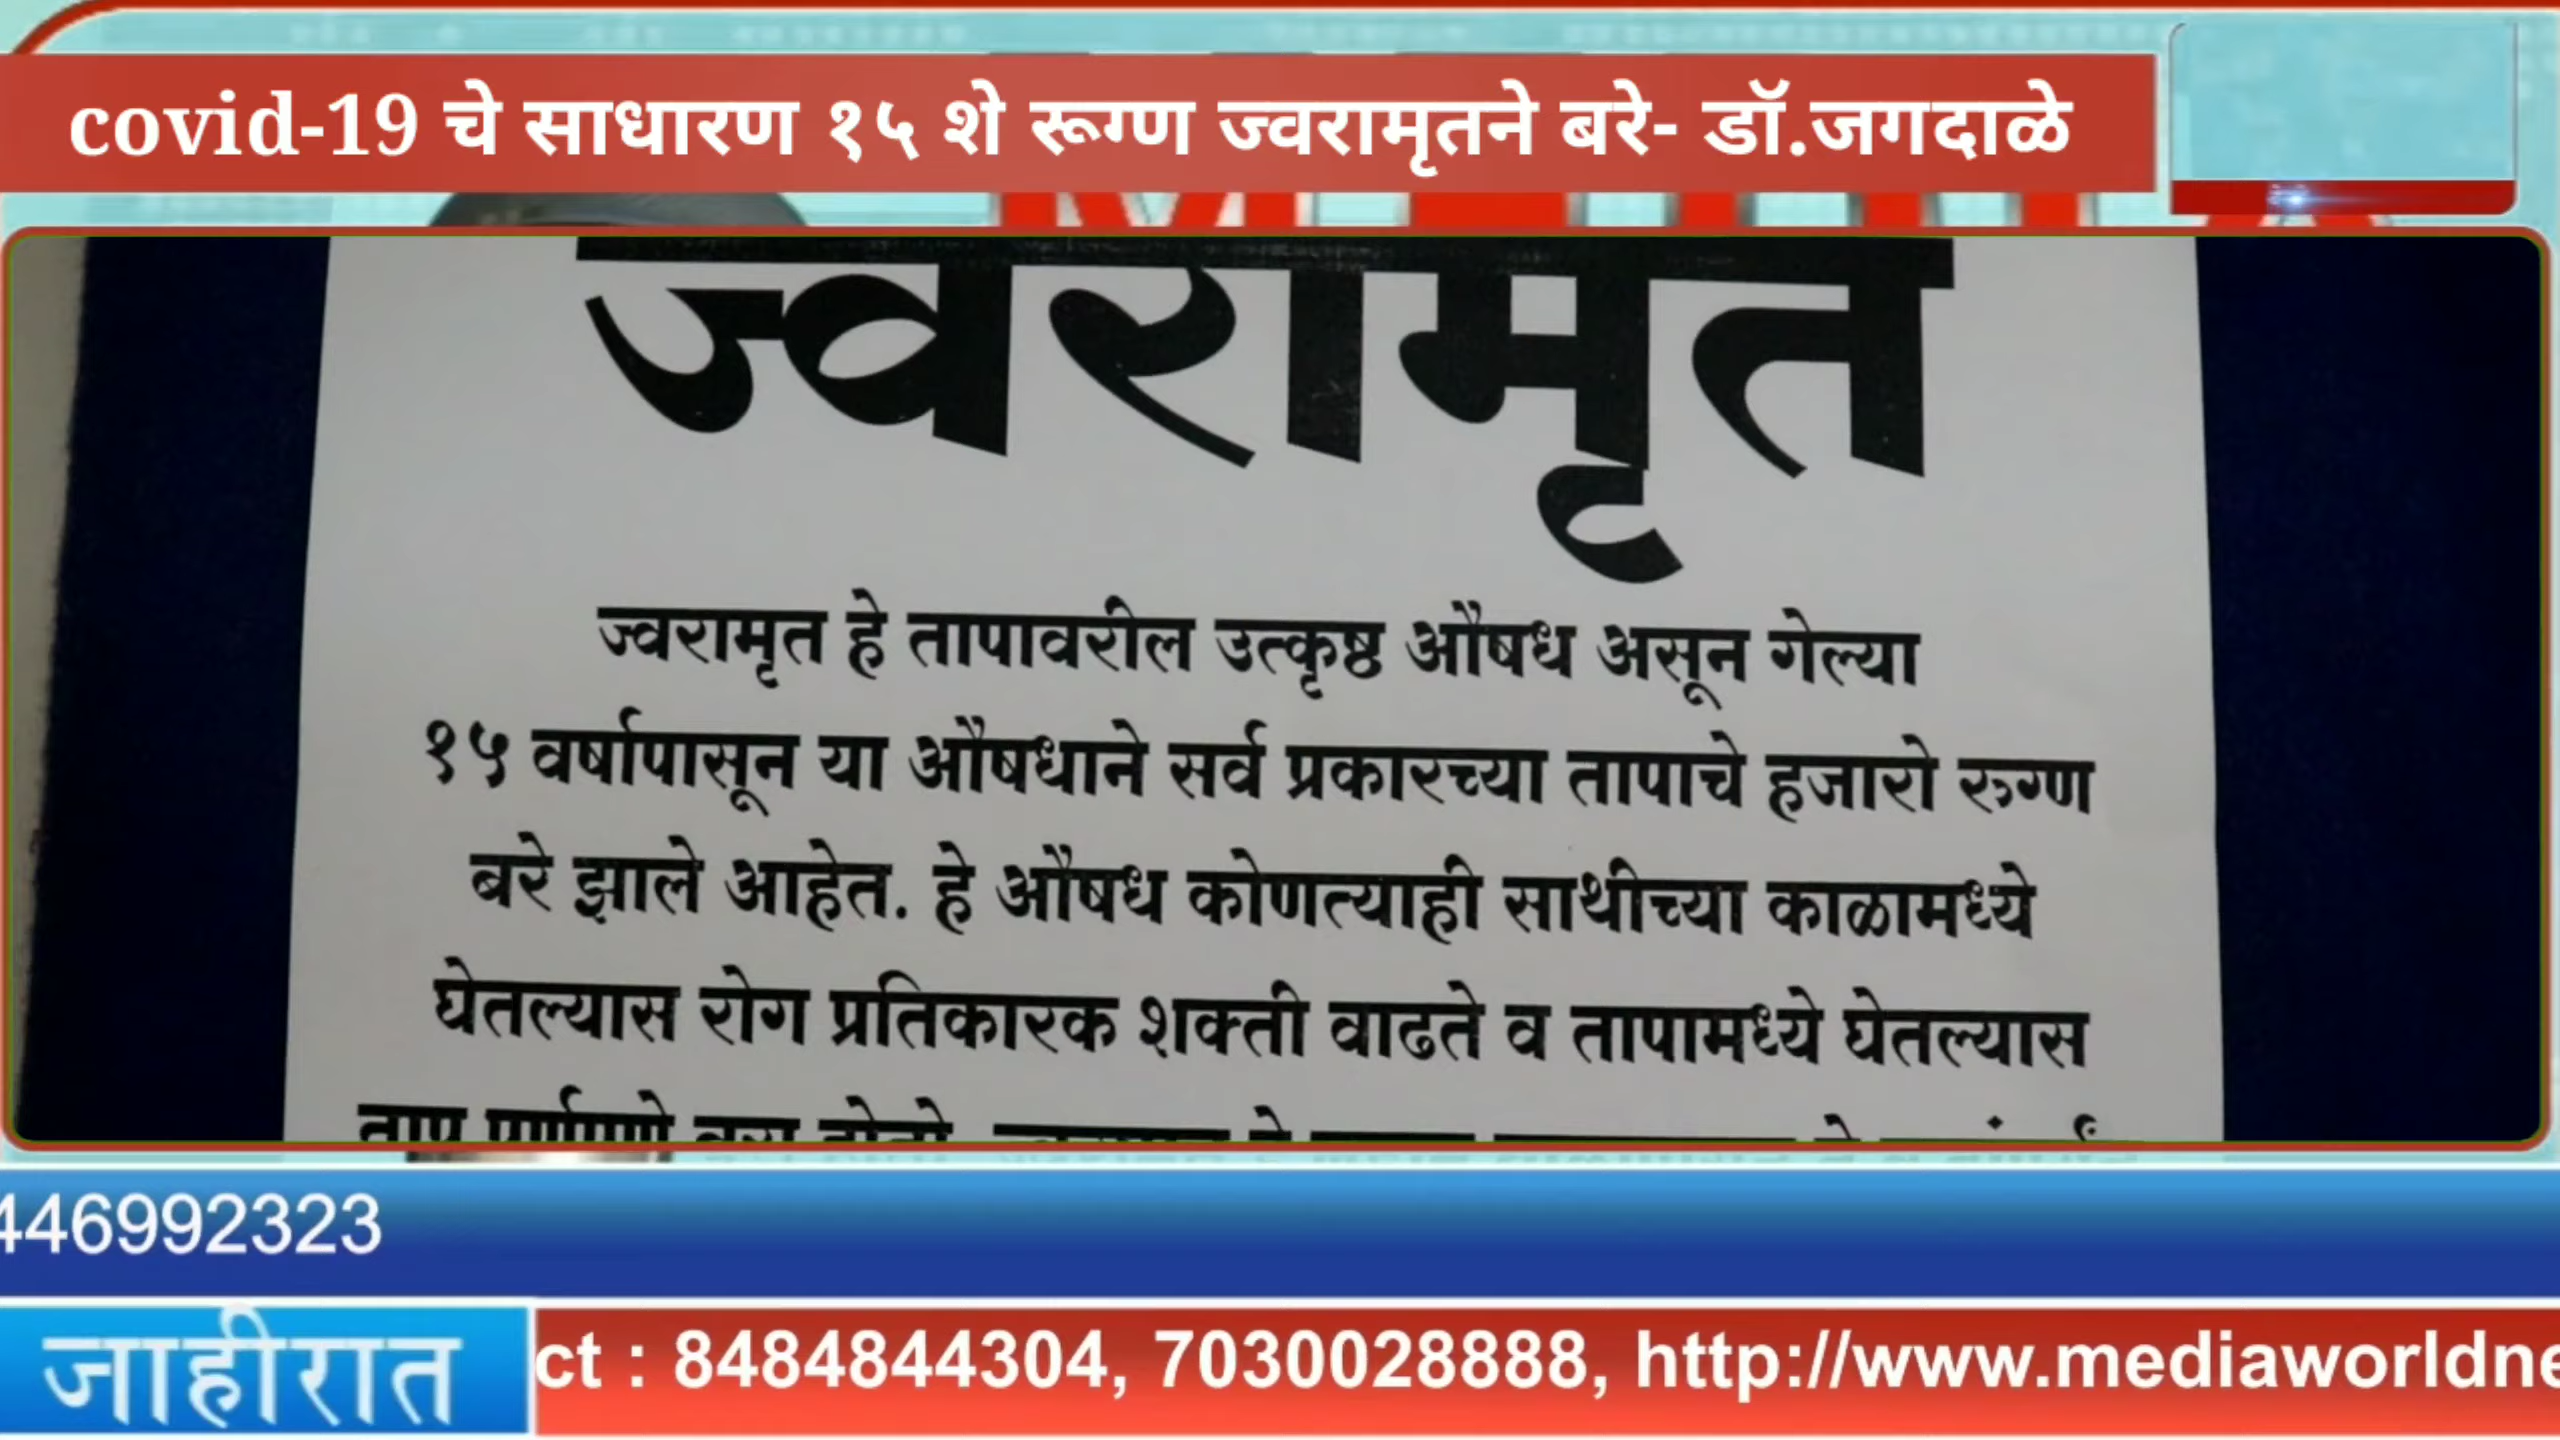 covid-19 चे साधारण १५ शे रूग्ण ज्वरामृतने बरे- डॉ.जगदाळे
ज्वरामृत
ज्वरामृत हे तापावरील उत्कृष्ठ औषध असून गेल्या
१५ वर्षापासून या औषधाने सर्व प्रकारच्या तापाचे हजारो रुग्ण
बरे झाले आहेत. हे औषध कोणत्याही साथीच्या काळामध्ये
घेतल्यास रोग प्रतिकारक शक्ती वाढते व तापामध्ये घेतल्यास
446992323
जाहीरात
ct : 8484844304, 7030028888, http://www.mediaworldne